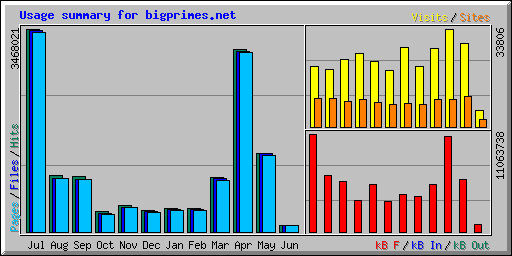 Usage summary for bigprimes.net
Visits/Sites
3468021
33806
Pages/Files/Hits
11063738
Jul Aug Sep Oct Nov Dec Jan Feb Mar Apr May Jun
kB F/kB In/kB Out